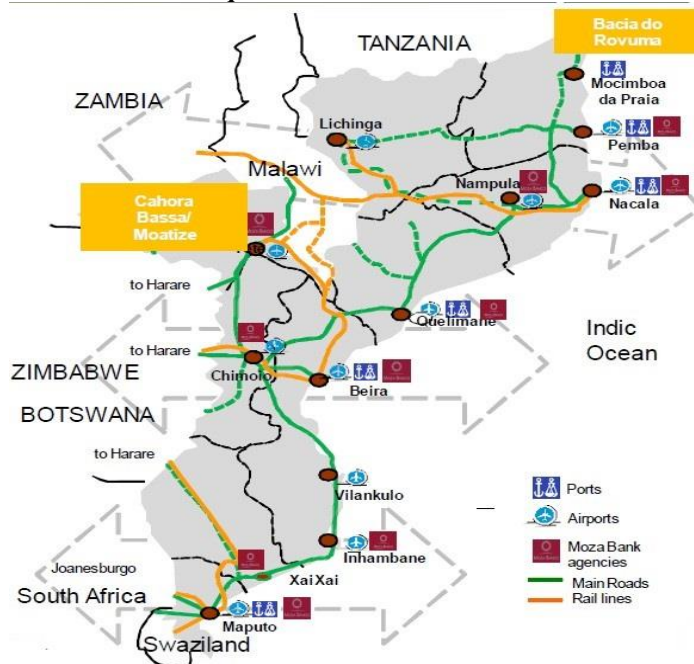 Bacia do
Rovuma
TANZANIA
Mocimboa
da Praia
ZAMBIA
Lichinga
Pemba
Malawi
Nampula
Nacala
Cahora
Bassa/
Moatize
to Harare
Quelimane
Indic
Ocean
to Harare
ZIMBABWE
Chimoio
Beira
BOTSWANA
to Harare
Vilankulo
Ports
Airports
Inhambane
Moza Bank
agencies
Joanesburgo
Xai Xai
Main Roads
South Africa
Rail lines
Maputo
Swaziland